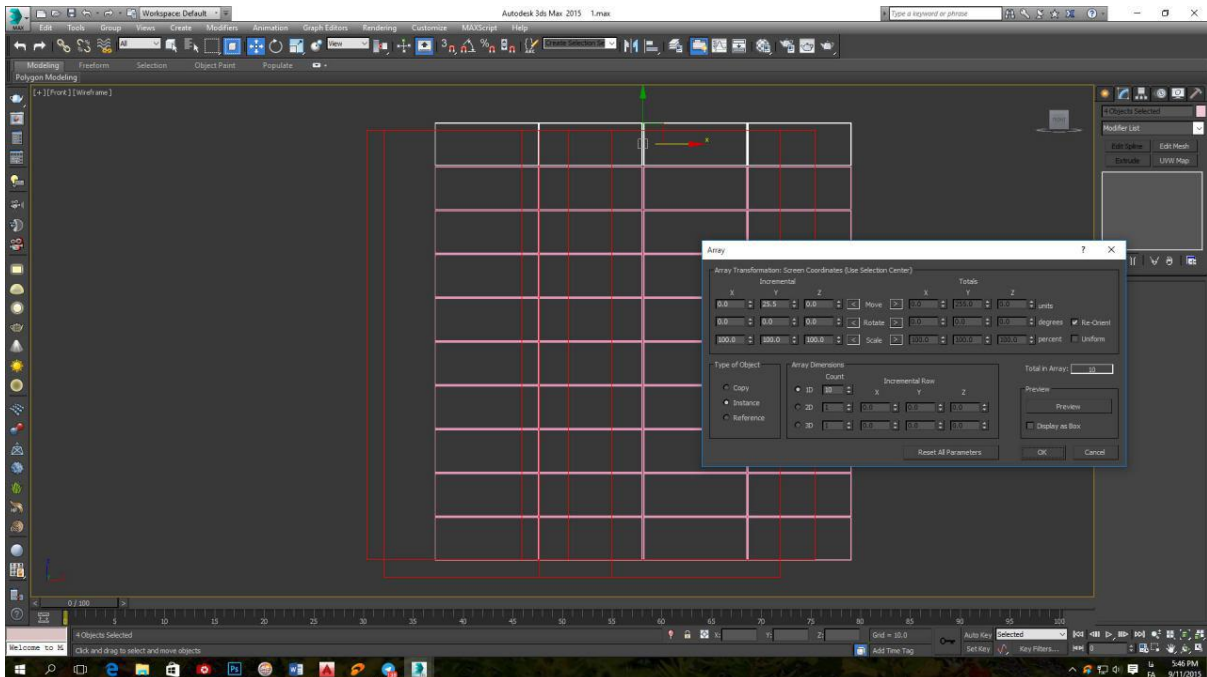 Workspace: Default
Autodesk 3ds Max 2015   1.max
Type a keyword or phrase
MAX
Edit Tools Group Views Create Modifiers Animation Graph Editors Rendering Customize MAXScript Help
All
View
Create Selection Se
Modeling Freeform Selection Object Paint Populate
Polygon Modeling
[+][Front][Wireframe]
4 Objects Selected
Modifier List
Edit Spline Edit Mesh
Extrude UVW Map
Array
Array Transformation: Screen Coordinates (Use Selection Center)
Incremental Totals
X Y Z X Y Z
0.0 25.5 0.0 < Move > 0.0 255.0 0.0 units
0.0 0.0 0.0 < Rotate > 0.0 0.0 0.0 degrees Re-Orient
100.0 100.0 100.0 < Scale > 100.0 100.0 100.0 percent Uniform
Type of Object Array Dimensions
Total in Array: 10
Count Incremental Row
X Y Z
Copy
Instance
Reference
1D 10
2D 1 0.0 0.0 0.0
3D 1 0.0 0.0 0.0
Preview
Preview
Display as Box
Reset All Parameters OK Cancel
x
< 0 / 100 >
0 5 10 15 20 25 30 35 40 45 50 55 60 65 70 75 80 85 90 95 100
4 Objects Selected X: Y: Z: Grid = 10.0 Auto Key Selected
Welcome to M Click and drag to select and move objects Add Time Tag Set Key Key Filters... 0
5:46 PM
FA 9/11/2015